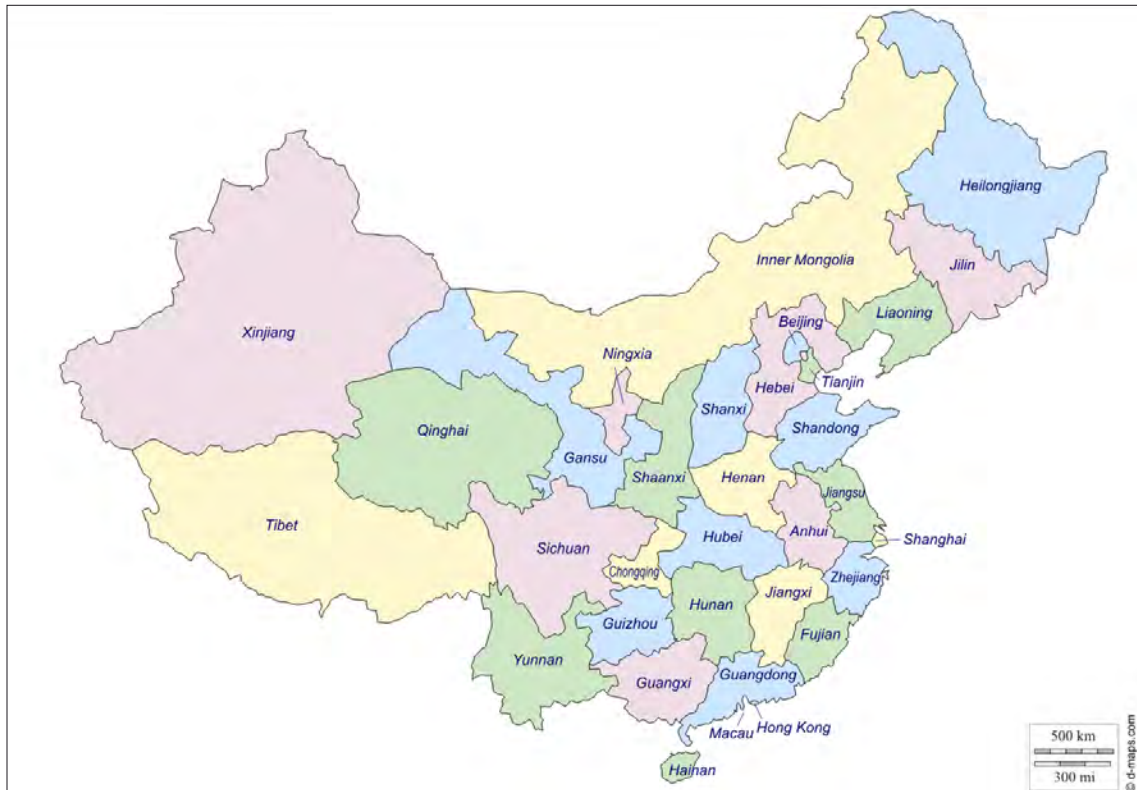 Heilongjiang
Inner Mongolia
Jilin
Xinjiang
Liaoning
Beijing
Ningxia
Tianjin
Hebei
Shanxi
Qinghai
Shandong
Gansu
Shaanxi
Henan
Jiangsu
Tibet
Anhui
Hubei
Shanghai
Sichuan
Chongqing
Zhejiang
Jiangxi
Hunan
Guizhou
Fujian
Yunnan
Guangdong
Guangxi
Hong Kong
Macau
Hainan
500 km
300 mi
© d-maps.com